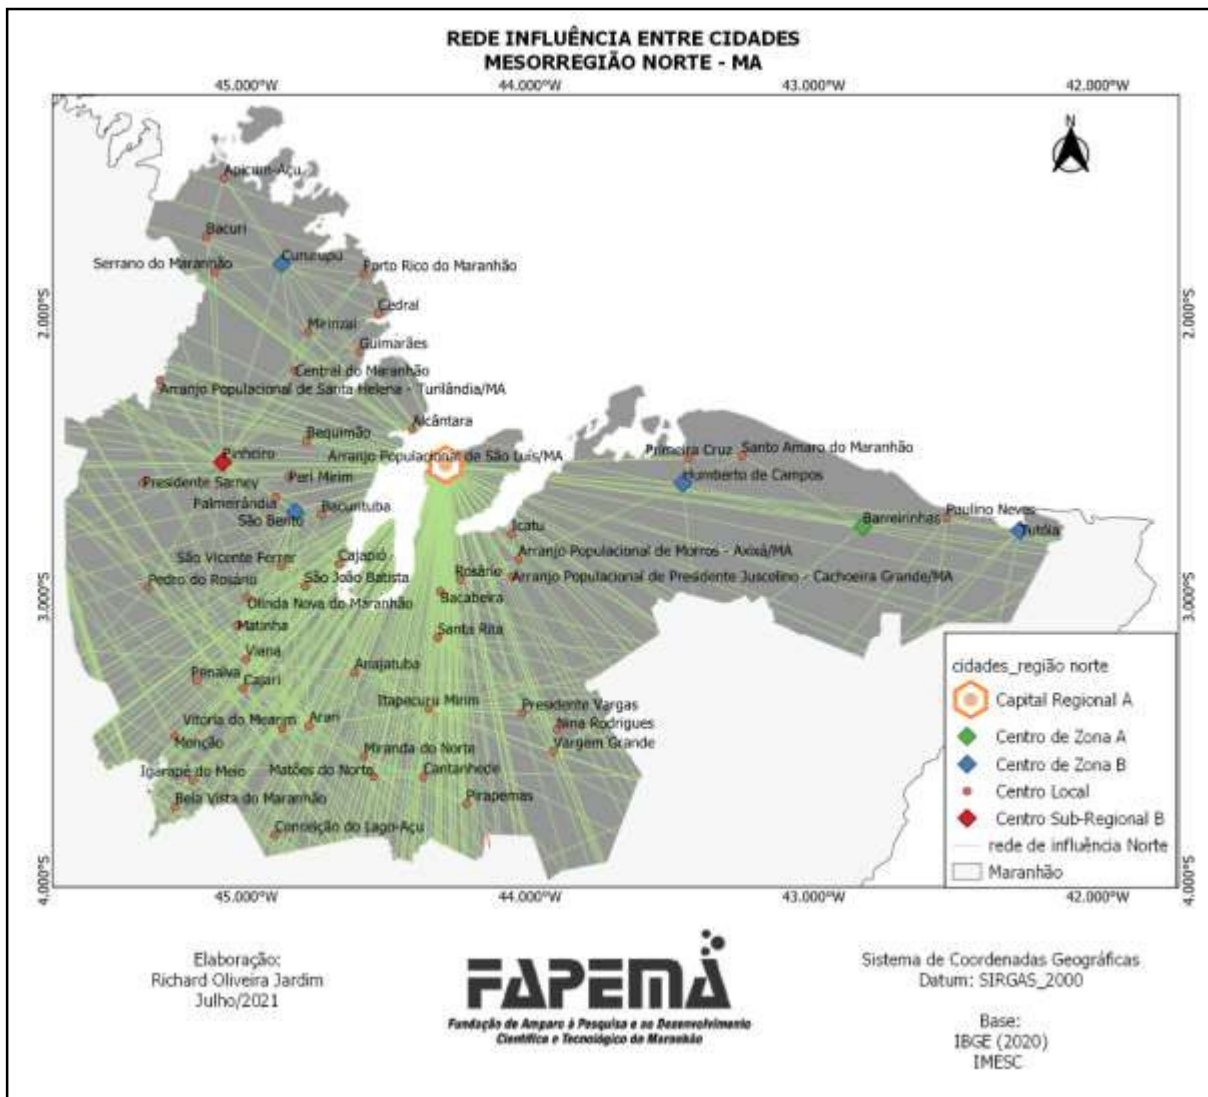 REDE INFLUÊNCIA ENTRE CIDADES
MESORREGIÃO NORTE - MA
45.000°W 44.000°W 43.000°W 42.000°W
N
Apicum-Açu
Bacuri
Cururupu
Serrano do Maranhão
Porto Rico do Maranhão
2.000°S
2.000°S
Cedral
Mirinzal
Guimarães
Central do Maranhão
Arranjo Populacional de Santa Helena - Turilândia/MA
Alcântara
Bequimão
Pinheiro
Arranjo Populacional de São Luís/MA
Primeira Cruz
Santo Amaro do Maranhão
Presidente Sarney
Peri Mirim
Humberto de Campos
Palmeirândia
Bacurituba
São Bento
Barreirinhas
Paulino Neves
Tutóia
Icatu
São Vicente Ferrer
Cajapió
Arranjo Populacional de Morros - Axixá/MA
Pedro do Rosário
São João Batista
Rosário
Arranjo Populacional de Presidente Juscolino - Cachoeira Grande/MA
Olinda Nova do Maranhão
Bacabeira
3.000°S
3.000°S
Matinha
Santa Rita
Viana
Penalva
Cajari
Anajatuba
Itapecuru Mirim
Presidente Vargas
Vitória do Mearim
Arari
Nina Rodrigues
Monção
Miranda do Norte
Vargem Grande
Igarapé do Meio
Matões do Norte
Cantanhede
Bela Vista do Maranhão
Pirapemas
Conceição do Lago-Açu
cidades_região norte
Capital Regional A
Centro de Zona A
Centro de Zona B
Centro Local
Centro Sub-Regional B
rede de influência Norte
Maranhão
4.000°S
4.000°S
45.000°W 44.000°W 43.000°W 42.000°W
Elaboração:
Richard Oliveira Jardim
Julho/2021
FAPEMA
Fundação de Amparo à Pesquisa e ao Desenvolvimento
Científico e Tecnológico do Maranhão
Sistema de Coordenadas Geográficas
Datum: SIRGAS_2000
Base:
IBGE (2020)
IMESC